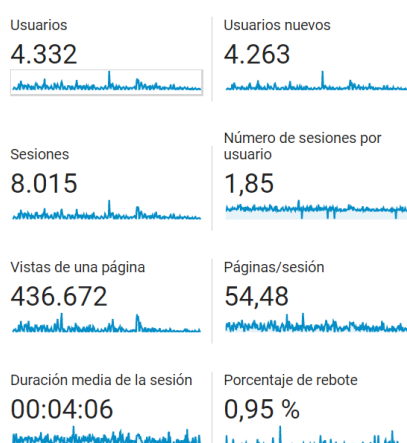 Usuarios
4.332
Usuarios nuevos
4.263
Sesiones
8.015
Número de sesiones por
usuario
1,85
Vistas de una página
436.672
Páginas/sesión
54,48
Duración media de la sesión
00:04:06
Porcentaje de rebote
0,95 %